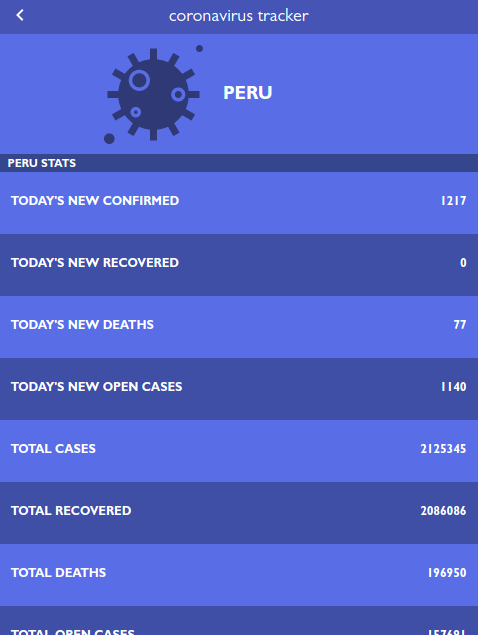 coronavirus tracker
PERU
PERU STATS
TODAY'S NEW CONFIRMED 1217
TODAY'S NEW RECOVERED 0
TODAY'S NEW DEATHS 77
TODAY'S NEW OPEN CASES 1140
TOTAL CASES 2125345
TOTAL RECOVERED 2086086
TOTAL DEATHS 196950
TOTAL OPEN CASES 157691